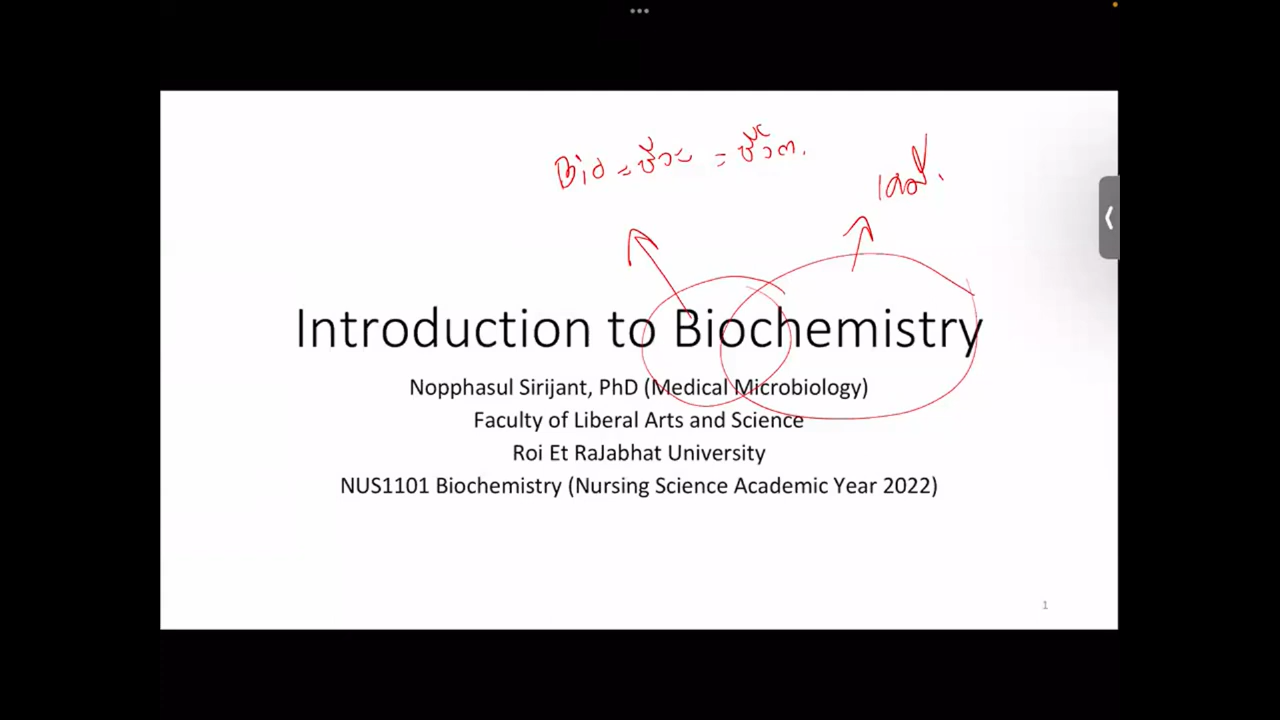 Bio = ชีวะ = ชีวิต.
เคมี.
Introduction to Biochemistry
Nopphasul Sirijant, PhD (Medical Microbiology)
Faculty of Liberal Arts and Science
Roi Et RaJabhat University
NUS1101 Biochemistry (Nursing Science Academic Year 2022)
1